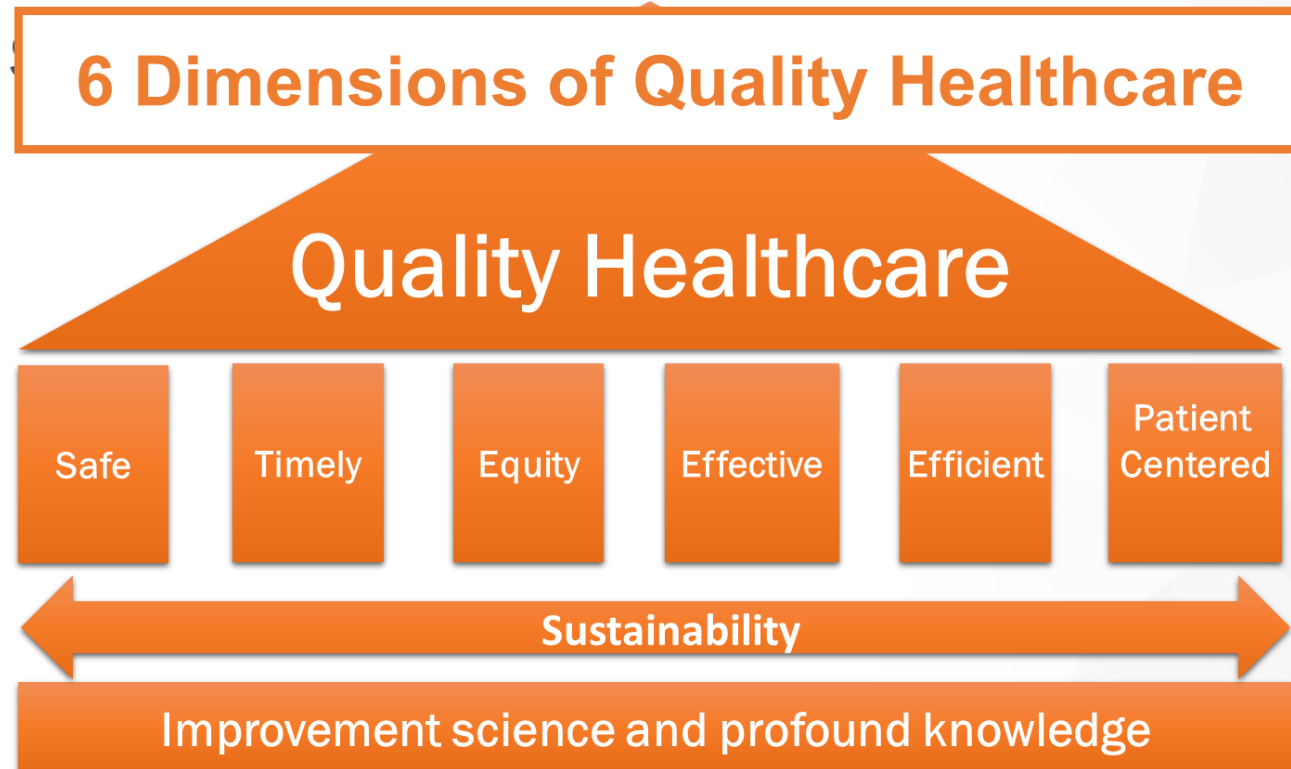 6 Dimensions of Quality Healthcare
Quality Healthcare
Safe
Timely
Equity
Effective
Efficient
Patient
Centered
Sustainability
Improvement science and profound knowledge